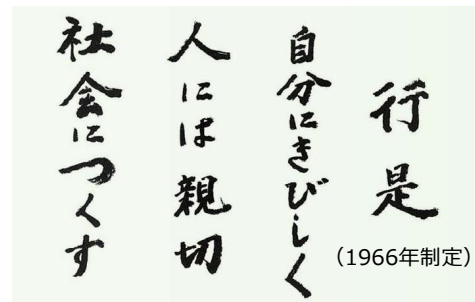 行是
（1966年制定）
自分にきびしく
人には親切
社会につくす